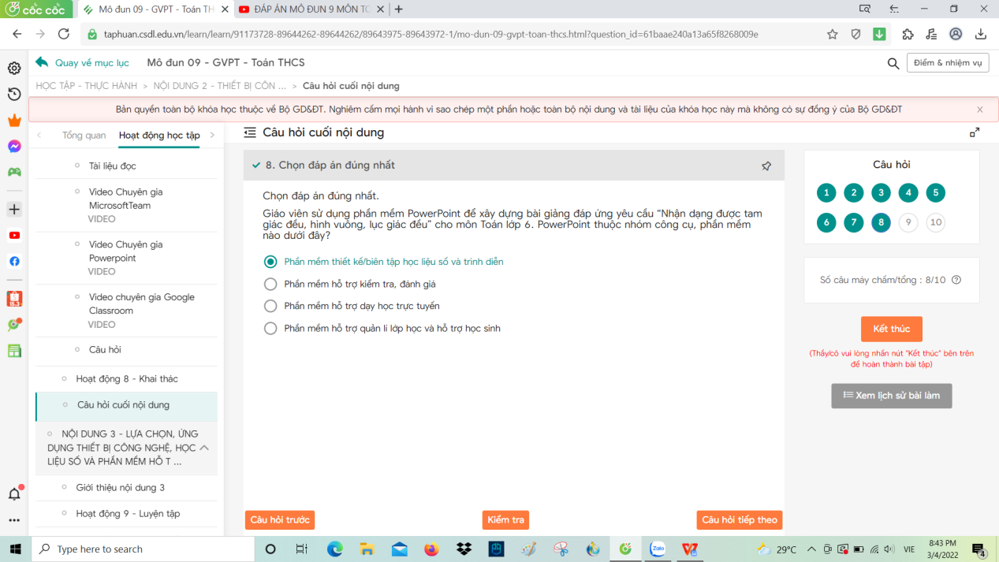 cốc cốc
Mô đun 09 - GVPT - Toán TH
ĐÁP ÁN MÔ ĐUN 9 MÔN TO
taphuan.csdl.edu.vn/learn/learn/91173728-89644262-89644262/89643975-89643972-1/mo-dun-09-gvpt-toan-thcs.html?question_id=61baae240a13a65f8268009e
Quay về mục lục
Mô đun 09 - GVPT - Toán THCS
Điểm & nhiệm vụ
HỌC TẬP - THỰC HÀNH > NỘI DUNG 2 - THIẾT BỊ CÔN ... > Câu hỏi cuối nội dung
Bản quyền toàn bộ khóa học thuộc về Bộ GD&ĐT. Nghiêm cấm mọi hành vi sao chép một phần hoặc toàn bộ nội dung và tài liệu của khóa học này mà không có sự đồng ý của Bộ GD&ĐT
Tổng quan
Hoạt động học tập
Tài liệu đọc
Video Chuyên gia
MicrosoftTeam
VIDEO
Video Chuyên gia
Powerpoint
VIDEO
Video chuyên gia Google
Classroom
VIDEO
Câu hỏi
Hoạt động 8 - Khai thác
Câu hỏi cuối nội dung
NỘI DUNG 3 - LỰA CHỌN, ỨNG
DỤNG THIẾT BỊ CÔNG NGHỆ, HỌC
LIỆU SỐ VÀ PHẦN MỀM HỖ T ...
Giới thiệu nội dung 3
Hoạt động 9 - Luyện tập
Câu hỏi cuối nội dung
8. Chọn đáp án đúng nhất
Chọn đáp án đúng nhất.
Giáo viên sử dụng phần mềm PowerPoint để xây dựng bài giảng đáp ứng yêu cầu “Nhận dạng được tam
giác đều, hình vuông, lục giác đều” cho môn Toán lớp 6. PowerPoint thuộc nhóm công cụ, phần mềm
nào dưới đây?
Phần mềm thiết kế/biên tập học liệu số và trình diễn
Phần mềm hỗ trợ kiểm tra, đánh giá
Phần mềm hỗ trợ dạy học trực tuyến
Phần mềm hỗ trợ quản lí lớp học và hỗ trợ học sinh
Câu hỏi trước
Kiểm tra
Câu hỏi tiếp theo
Câu hỏi
1 2 3 4 5
6 7 8 9 10
Số câu máy chấm/tổng : 8/10
Kết thúc
(Thầy/cô vui lòng nhấn nút "Kết thúc" bên trên
để hoàn thành bài tập)
Xem lịch sử bài làm
15.3
Type here to search
Zalo
29°C
VIE
8:43 PM
3/4/2022
4